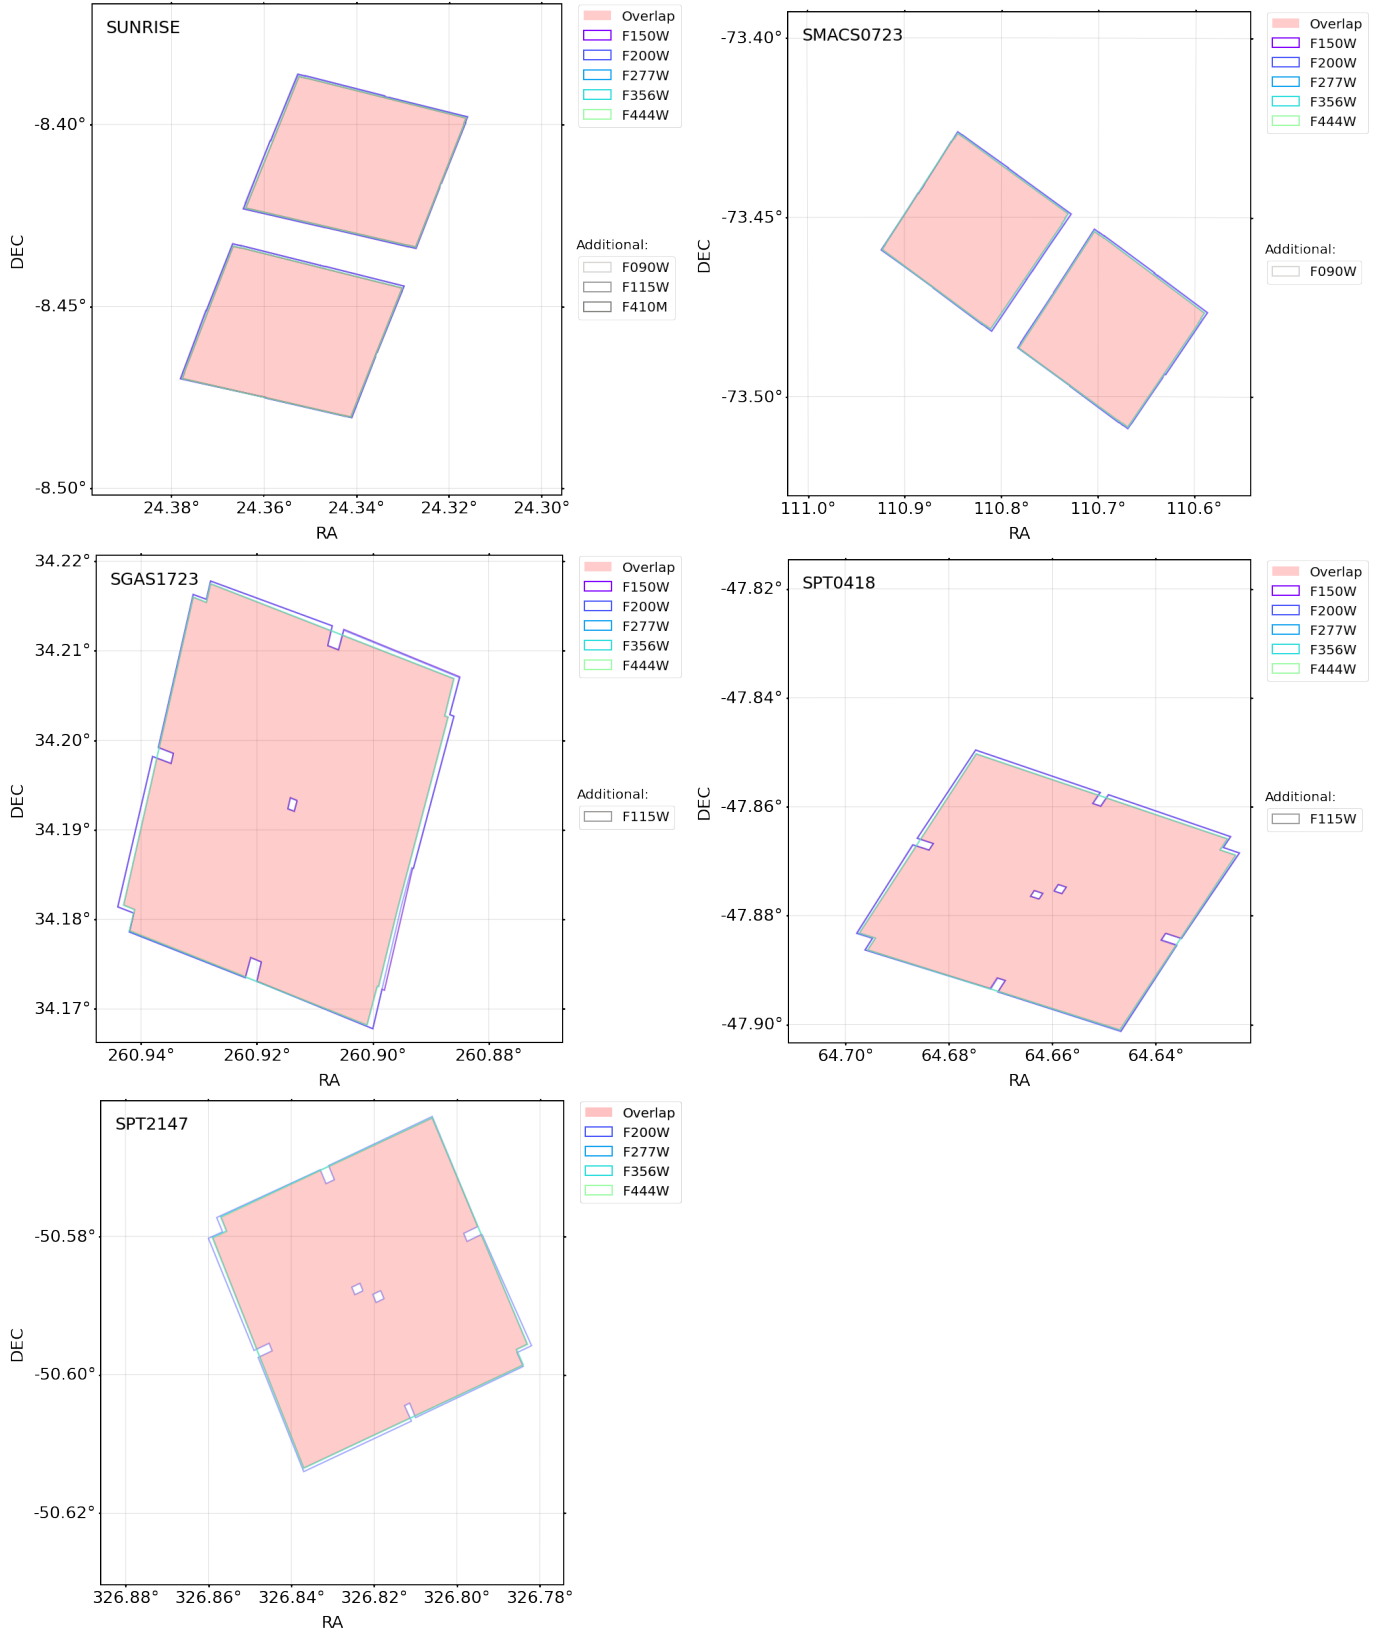 SUNRISE
Overlap
F150W
F200W
F277W
F356W
F444W
Additional:
F090W
F115W
F410M
DEC
-8.40°
-8.45°
-8.50°
24.38° 24.36° 24.34° 24.32° 24.30°
RA
SMACS0723
Overlap
F150W
F200W
F277W
F356W
F444W
Additional:
F090W
DEC
-73.40°
-73.45°
-73.50°
111.0° 110.9° 110.8° 110.7° 110.6°
RA
SGAS1723
Overlap
F150W
F200W
F277W
F356W
F444W
Additional:
F115W
DEC
34.22°
34.21°
34.20°
34.19°
34.18°
34.17°
260.94° 260.92° 260.90° 260.88°
RA
SPT0418
Overlap
F150W
F200W
F277W
F356W
F444W
Additional:
F115W
DEC
-47.82°
-47.84°
-47.86°
-47.88°
-47.90°
64.70° 64.68° 64.66° 64.64°
RA
SPT2147
Overlap
F200W
F277W
F356W
F444W
DEC
-50.58°
-50.60°
-50.62°
326.88° 326.86° 326.84° 326.82° 326.80° 326.78°
RA